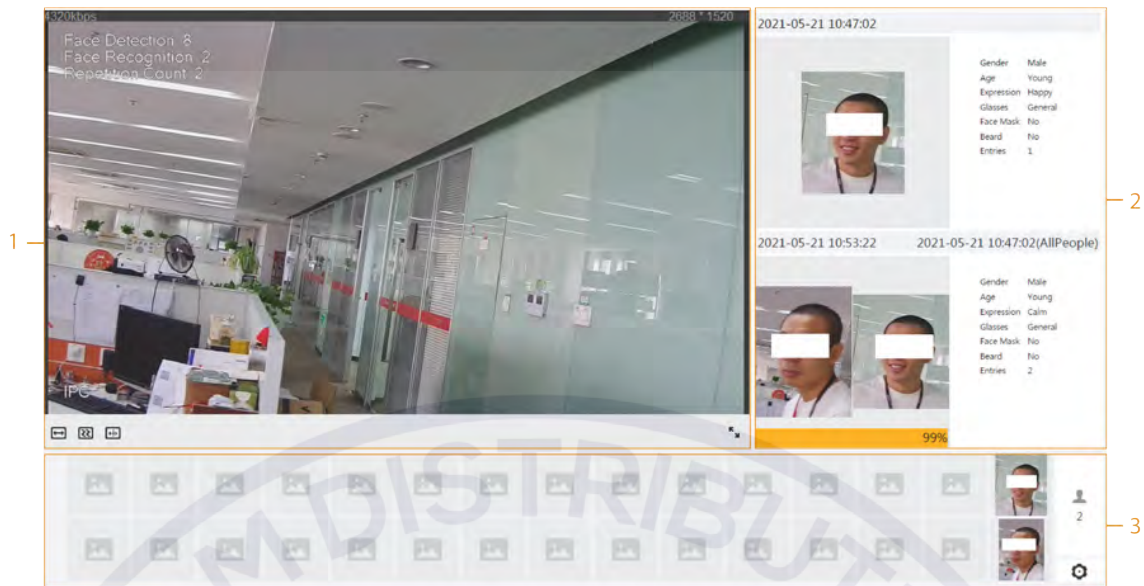 4320kbps
2688 * 1520
Face Detection: 8
Face Recognition: 2
Repetition Count: 2
IPC
1
2021-05-21 10:47:02
Gender Male
Age Young
Expression Happy
Glasses General
Face Mask No
Beard No
Entries 1
2
2021-05-21 10:53:22 2021-05-21 10:47:02(AllPeople)
Gender Male
Age Young
Expression Calm
Glasses General
Face Mask No
Beard No
Entries 2
99%
2
3
M DISTRIBU